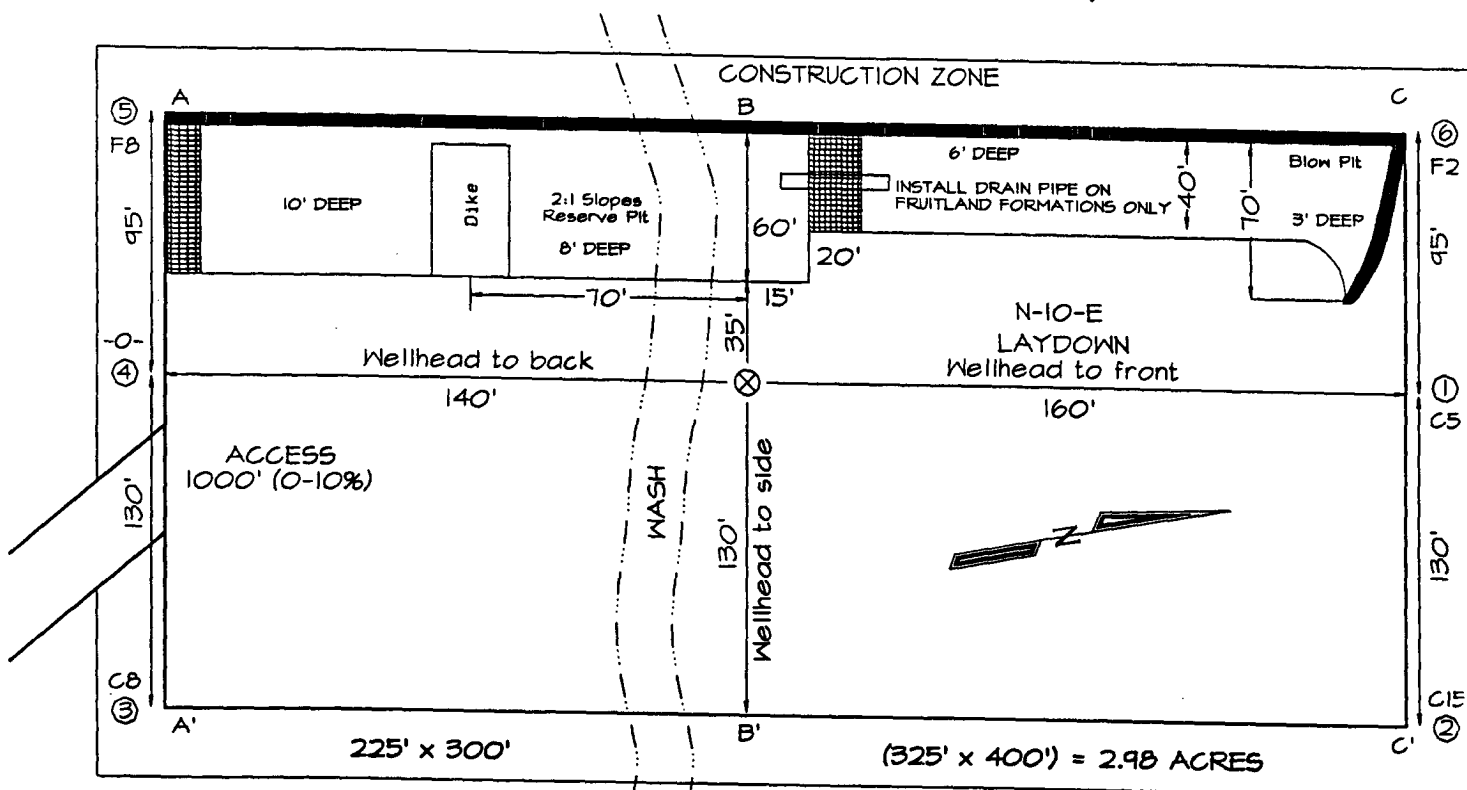 CONSTRUCTION ZONE
A
B
C
⑤
F8
95'
10' DEEP
Dike
2:1 Slopes
Reserve Pit
8' DEEP
60'
20'
6' DEEP
INSTALL DRAIN PIPE ON
FRUITLAND FORMATIONS ONLY
40'
70'
Blow Pit
3' DEEP
⑥
F2
95'
70'
15'
35'
-0-
④
Wellhead to back
140'
N-10-E
LAYDOWN
Wellhead to front
160'
①
C5
ACCESS
1000' (0-10%)
130'
WASH
130'
Wellhead to side
N
130'
C8
③
A'
B'
C15
②
C'
225' x 300'
(325' x 400') = 2.98 ACRES